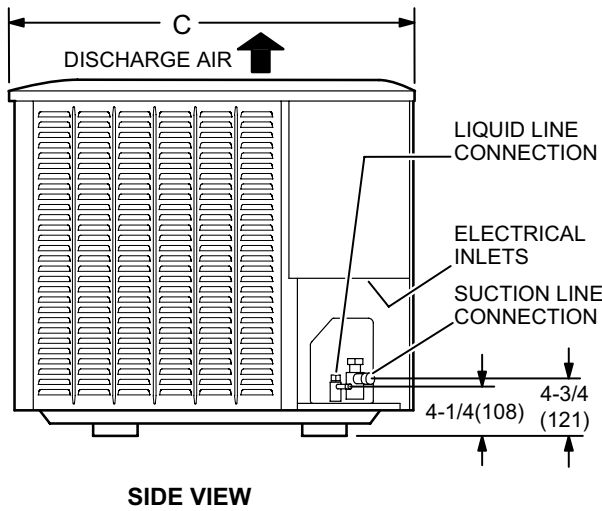 C
DISCHARGE AIR
LIQUID LINE
CONNECTION
ELECTRICAL
INLETS
SUCTION LINE
CONNECTION
4-1/4(108)
4-3/4
(121)
SIDE VIEW